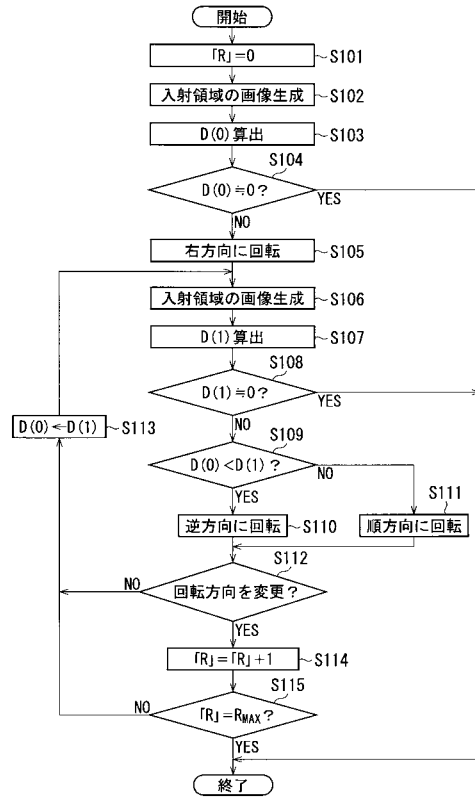 開始
「R」=0
S101
入射領域の画像生成
S102
D(0)算出
S103
S104
D(0)≒0?
YES
NO
右方向に回転
S105
入射領域の画像生成
S106
D(1)算出
S107
S108
D(1)≒0?
YES
D(0)←D(1)
S113
NO
S109
D(0)<D(1)?
NO
YES
S111
逆方向に回転
S110
順方向に回転
S112
NO
回転方向を変更?
YES
「R」=「R」+1
S114
S115
NO
「R」=RMAX?
YES
終了